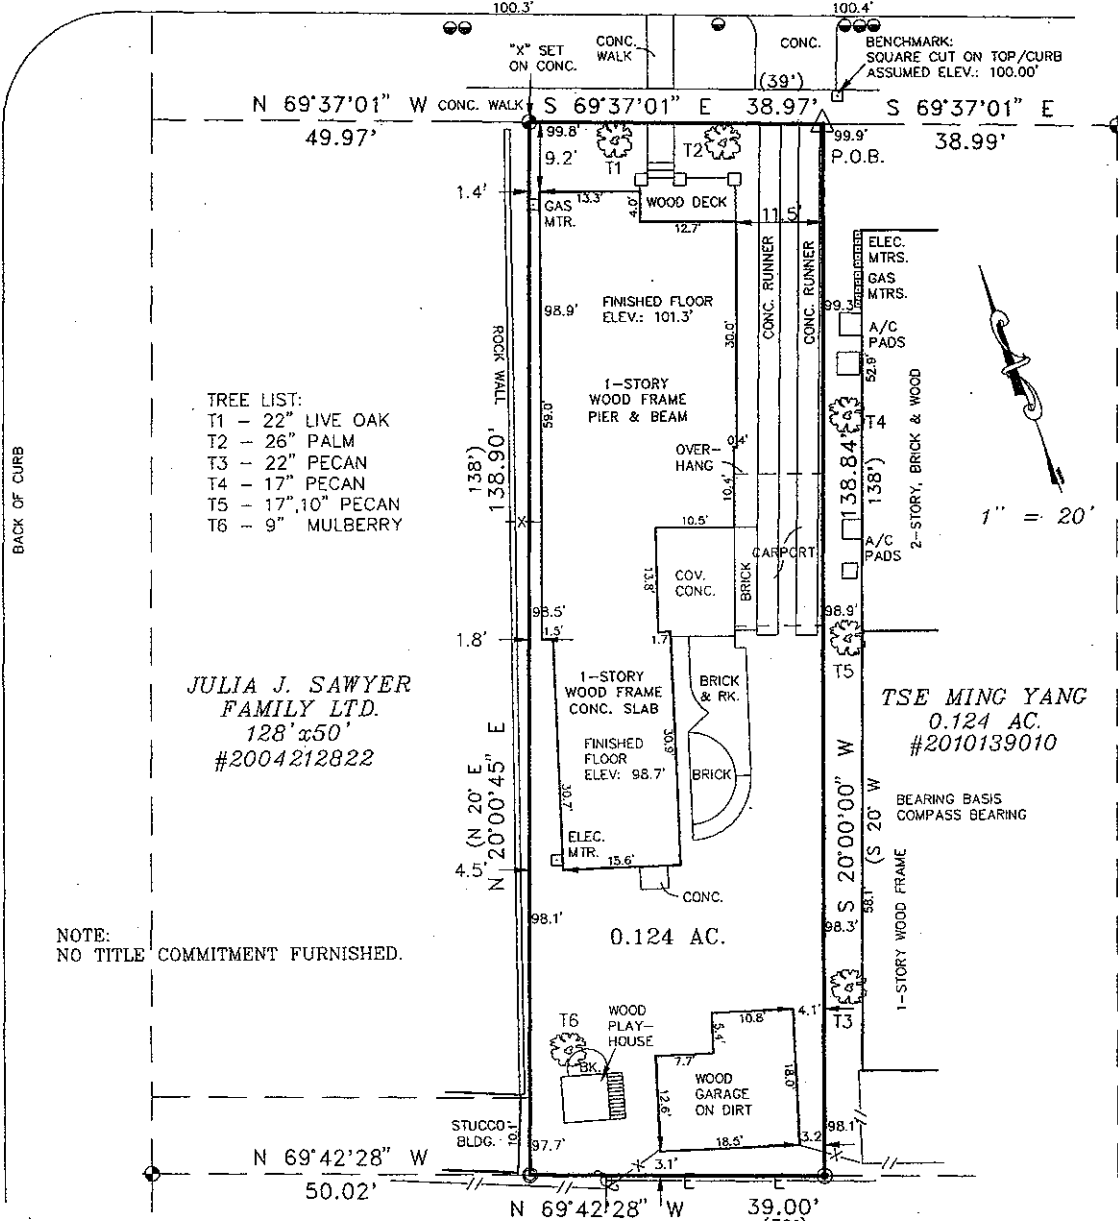 100.3'
100.4'
"X" SET
ON CONC.
CONC.
WALK
CONC.
BENCHMARK:
SQUARE CUT ON TOP/CURB
ASSUMED ELEV.: 100.00'
(39')
N 69°37'01" W
CONC. WALK
S 69°37'01" E 38.97'
S 69°37'01" E
49.97'
38.99'
99.8'
99.9'
P.O.B.
9.2'
T1
T2
1.4'
13.3'
GAS
MTR.
4.0'
WOOD DECK
12.7'
11.5'
ELEC.
MTRS.
GAS
MTRS.
CONC. RUNNER
CONC. RUNNER
98.9'
FINISHED FLOOR
ELEV.: 101.3'
99.3'
A/C
PADS
30.0'
52.9'
ROCK WALL
1-STORY
WOOD FRAME
PIER & BEAM
59.0'
T4
TREE LIST:
T1 - 22" LIVE OAK
T2 - 26" PALM
T3 - 22" PECAN
T4 - 17" PECAN
T5 - 17",10" PECAN
T6 - 9" MULBERRY
138')
138.90'
0.4'
OVER-
HANG
10.4'
138.84'
138')
2-STORY, BRICK & WOOD
1" = 20'
BACK OF CURB
X
10.5'
A/C
PADS
CARPORT
13.8'
COV.
CONC.
BRICK
98.5'
98.9'
1.5'
1.7'
1.8'
T5
JULIA J. SAWYER
FAMILY LTD.
128'x50'
#2004212822
1-STORY
WOOD FRAME
CONC. SLAB
BRICK
& RK.
TSE MING YANG
0.124 AC.
#2010139010
FINISHED
FLOOR
ELEV: 98.7'
30.9'
BRICK
30.7'
(N 20° E
N 20°00'45" E
S 20°00'00" W
(S 20° W
BEARING BASIS
COMPASS BEARING
ELEC.
MTR.
15.6'
4.5'
CONC.
58.1'
98.1'
98.3'
0.124 AC.
1-STORY WOOD FRAME
NOTE:
NO TITLE COMMITMENT FURNISHED.
T6
WOOD
PLAY-
HOUSE
10.8'
4.1'
T3
5.4'
7.7'
BK.
WOOD
GARAGE
ON DIRT
18.0'
12.6'
STUCCO
BLDG.
10.1'
97.7'
18.5'
3.2'
98.1'
N 69°42'28" W
50.02'
3.1'
E
E
N 69°42'28" W
39.00'